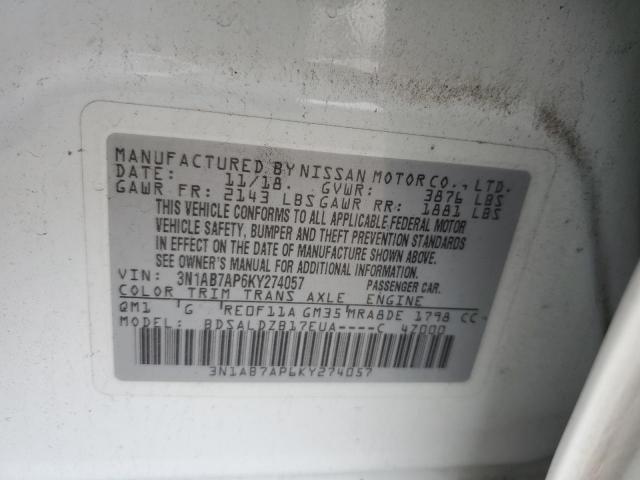 MANUFACTURED BY NISSAN MOTOR CO., LTD.
DATE: 11/18. GVWR: 3876 LBS
GAWR FR: 2143 LBS GAWR RR: 1881 LBS
THIS VEHICLE CONFORMS TO ALL APPLICABLE FEDERAL MOTOR
VEHICLE SAFETY, BUMPER AND THEFT PREVENTION STANDARDS
IN EFFECT ON THE DATE OF MANUFACTURE SHOWN ABOVE.
SEE OWNER'S MANUAL FOR ADDITIONAL INFORMATION.
VIN: 3N1AB7AP6KY274057 PASSENGER CAR.
COLOR TRIM TRANS AXLE ENGINE
QM1 G RE0F11A GM35 MRA8DE 1798 CC
MODEL: BDSALDZB17EUA----C 47000
3N1AB7AP6KY274057